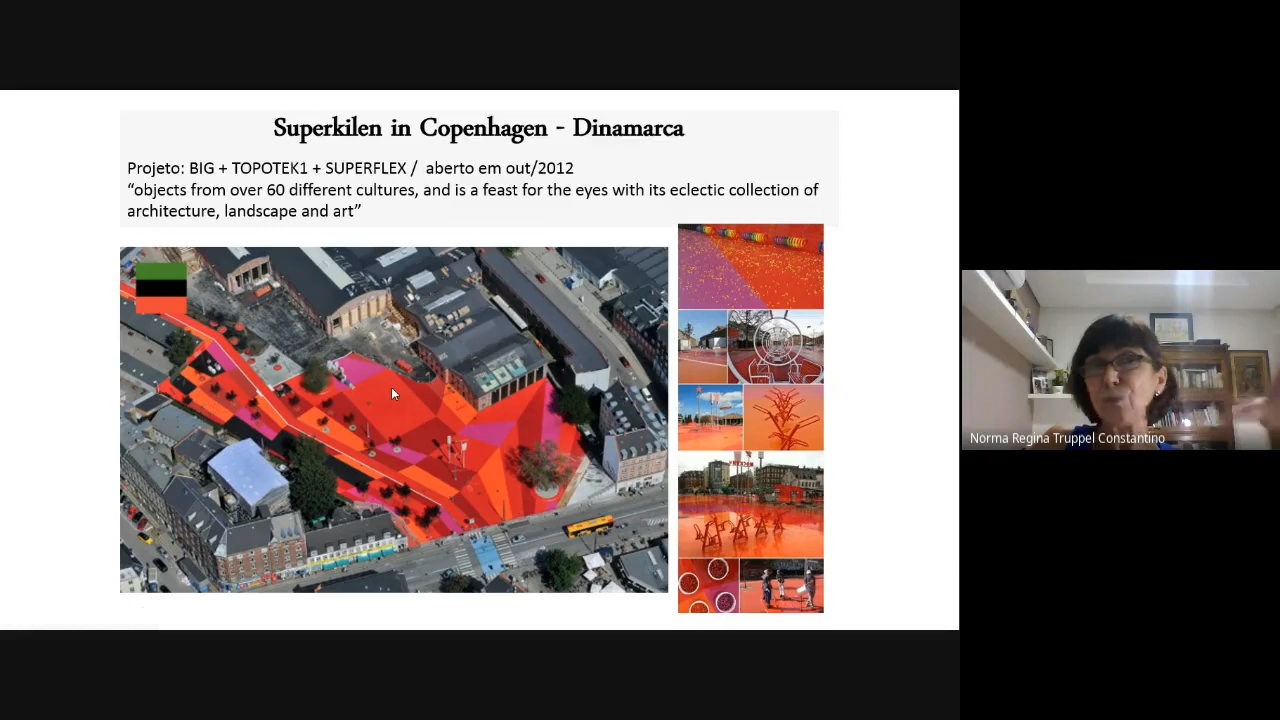 Superkilen in Copenhagen - Dinamarca
Projeto: BIG + TOPOTEK1 + SUPERFLEX / aberto em out/2012
“objects from over 60 different cultures, and is a feast for the eyes with its eclectic collection of
architecture, landscape and art”
Norma Regina Truppel Constantino